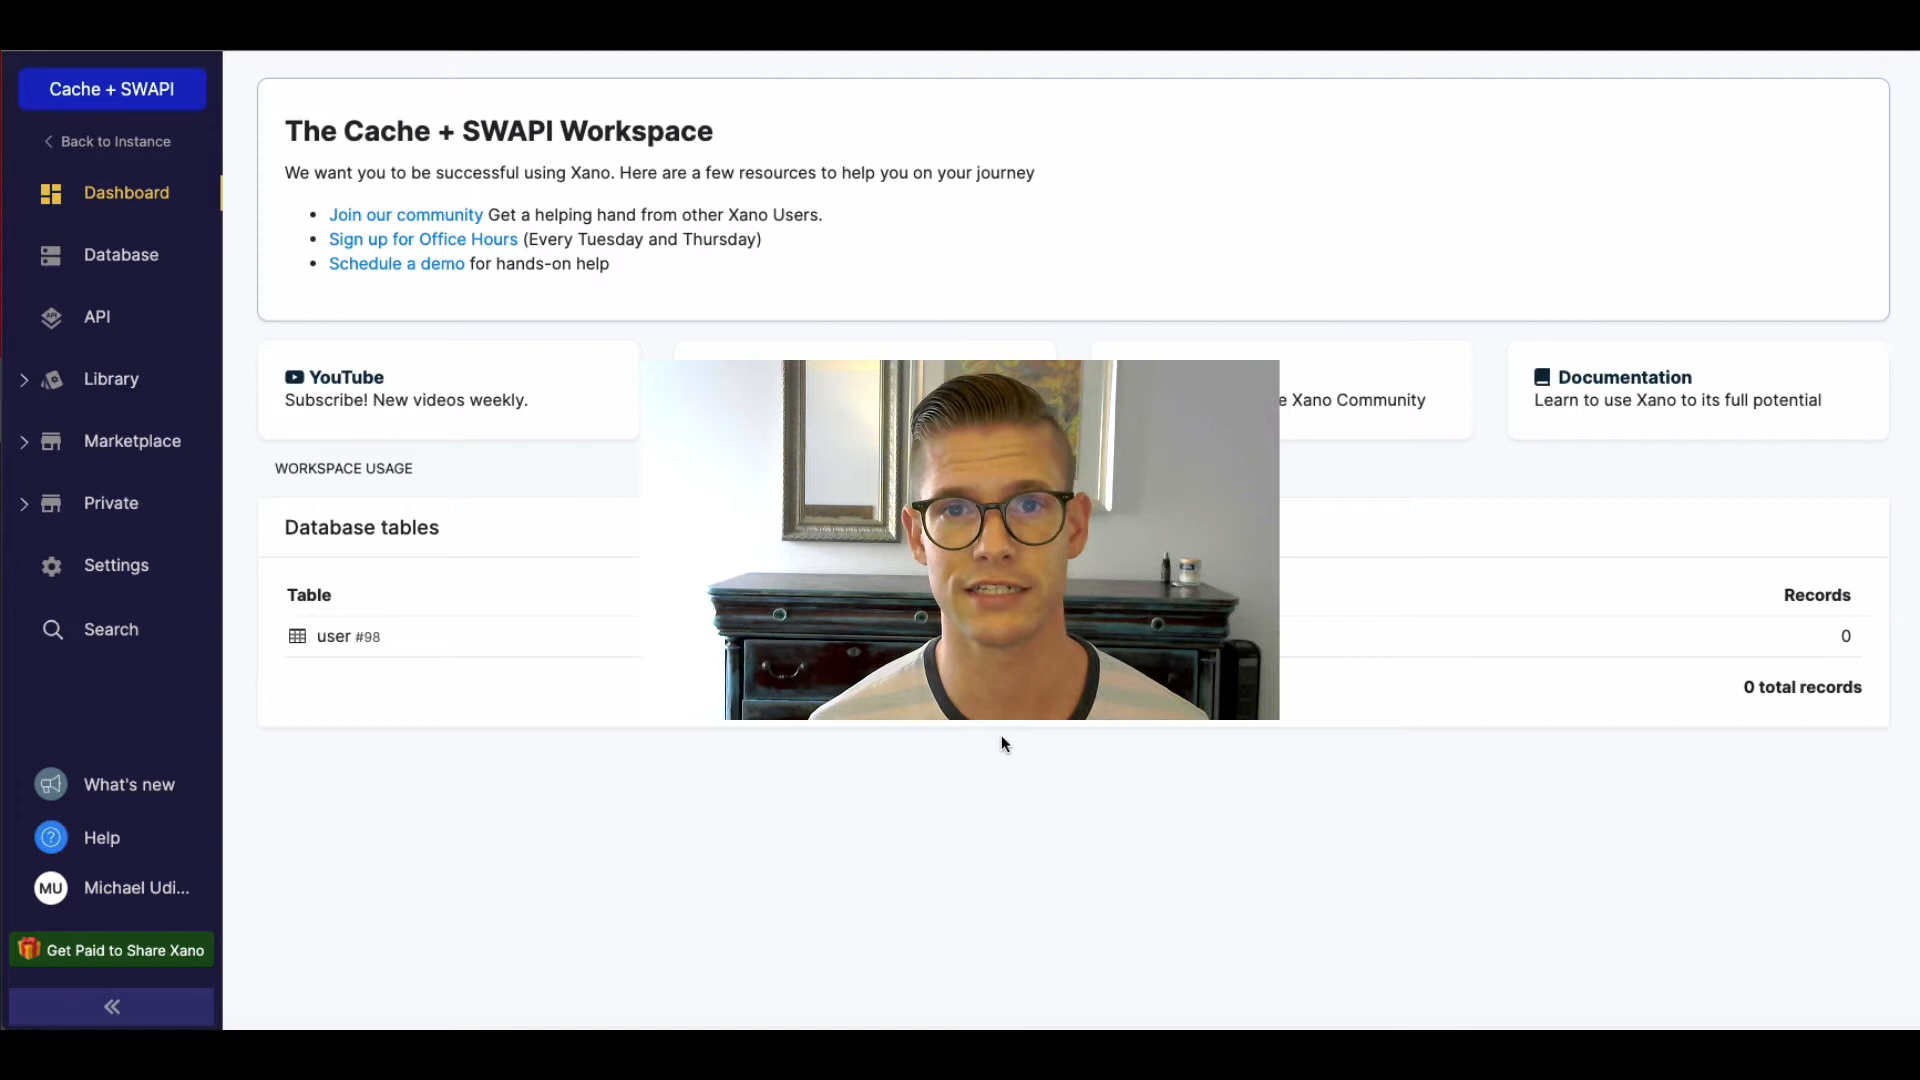 Cache + SWAPI
Back to Instance
Dashboard
Database
API
Library
Marketplace
Private
Settings
Search
What's new
Help
MU Michael Udi...
Get Paid to Share Xano
The Cache + SWAPI Workspace
We want you to be successful using Xano. Here are a few resources to help you on your journey
• Join our community Get a helping hand from other Xano Users.
• Sign up for Office Hours (Every Tuesday and Thursday)
• Schedule a demo for hands-on help
YouTube
Subscribe! New videos weekly.
Xano Community
Documentation
Learn to use Xano to its full potential
WORKSPACE USAGE
Database tables
Table Records
user #98 0
0 total records